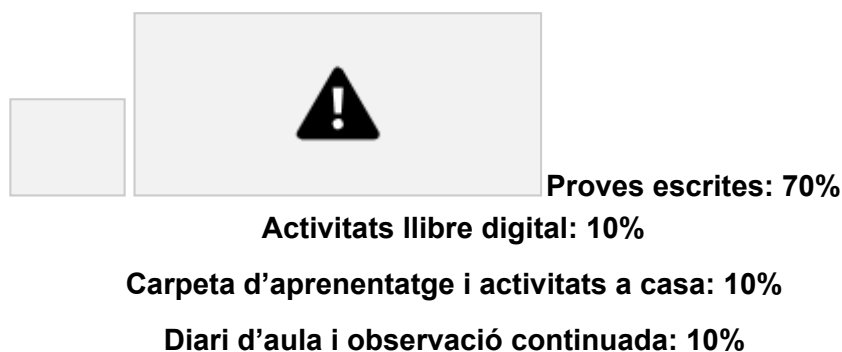 Proves escrites: 70%
Activitats llibre digital: 10%
Carpeta d’aprenentatge i activitats a casa: 10%
Diari d’aula i observació continuada: 10%